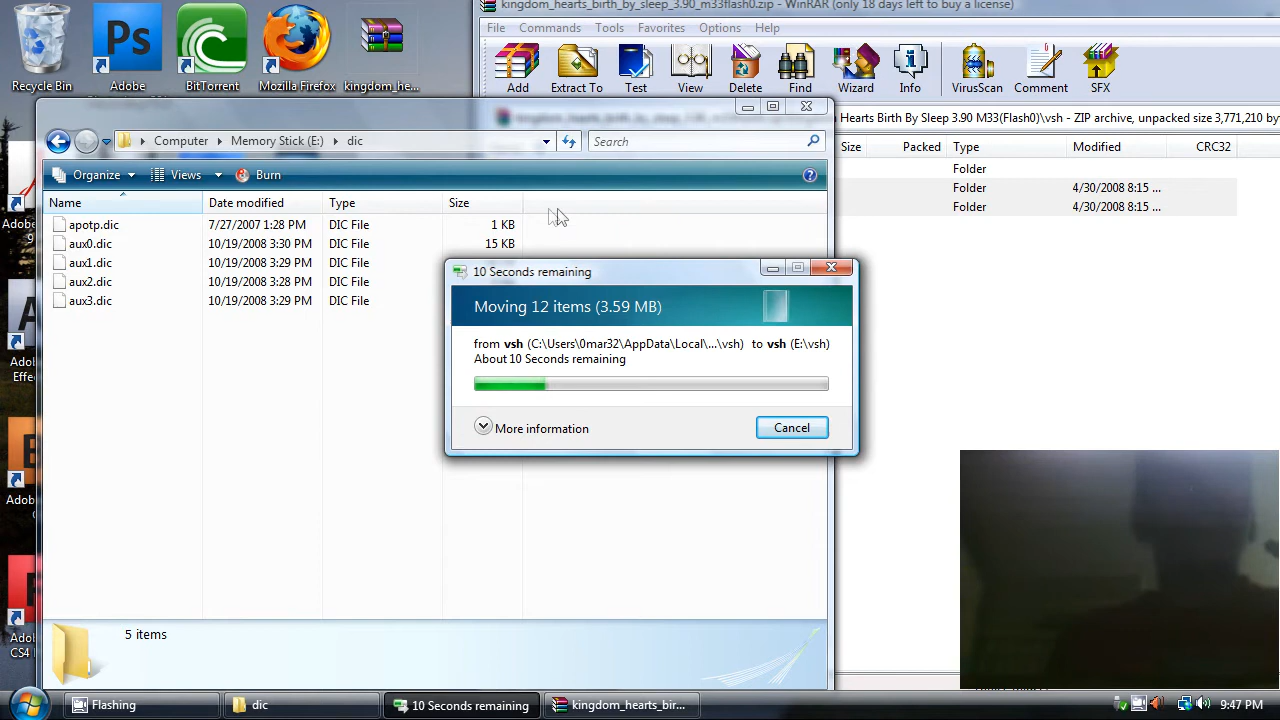 kingdom_hearts_birth_by_sleep_3.90_m33flash0.zip - WinRAR (only 18 days left to buy a license)
File Commands Tools Favorites Options Help
Add Extract To Test View Delete Find Wizard Info VirusScan Comment SFX
Recycle Bin
Adobe
BitTorrent
Mozilla Firefox
kingdom_he...
Hearts Birth By Sleep 3.90 M33(Flash0)\vsh - ZIP archive, unpacked size 3,771,210 by
Size Packed Type Modified CRC32
Folder
Folder 4/30/2008 8:15 ...
Folder 4/30/2008 8:15 ...
Computer Memory Stick (E:) dic
Search
Organize Views Burn
Name Date modified Type Size
apotp.dic 7/27/2007 1:28 PM DIC File 1 KB
aux0.dic 10/19/2008 3:30 PM DIC File 15 KB
aux1.dic 10/19/2008 3:29 PM DIC File
aux2.dic 10/19/2008 3:28 PM DIC File
aux3.dic 10/19/2008 3:29 PM DIC File
10 Seconds remaining
Moving 12 items (3.59 MB)
from vsh (C:\Users\0mar32\AppData\Local\...\vsh) to vsh (E:\vsh)
About 10 Seconds remaining
More information
Cancel
5 items
Flashing
dic
10 Seconds remaining
kingdom_hearts_bir...
9:47 PM